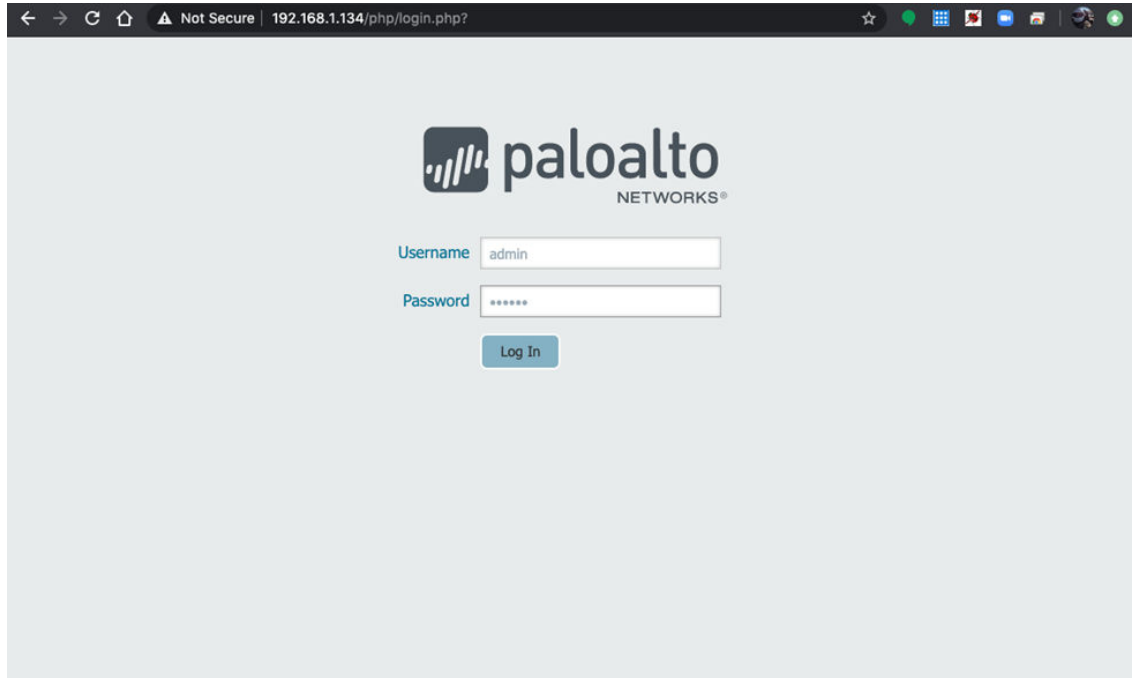 Not Secure | 192.168.1.134/php/login.php?
paloalto
NETWORKS®
Username admin
Password ••••••
Log In